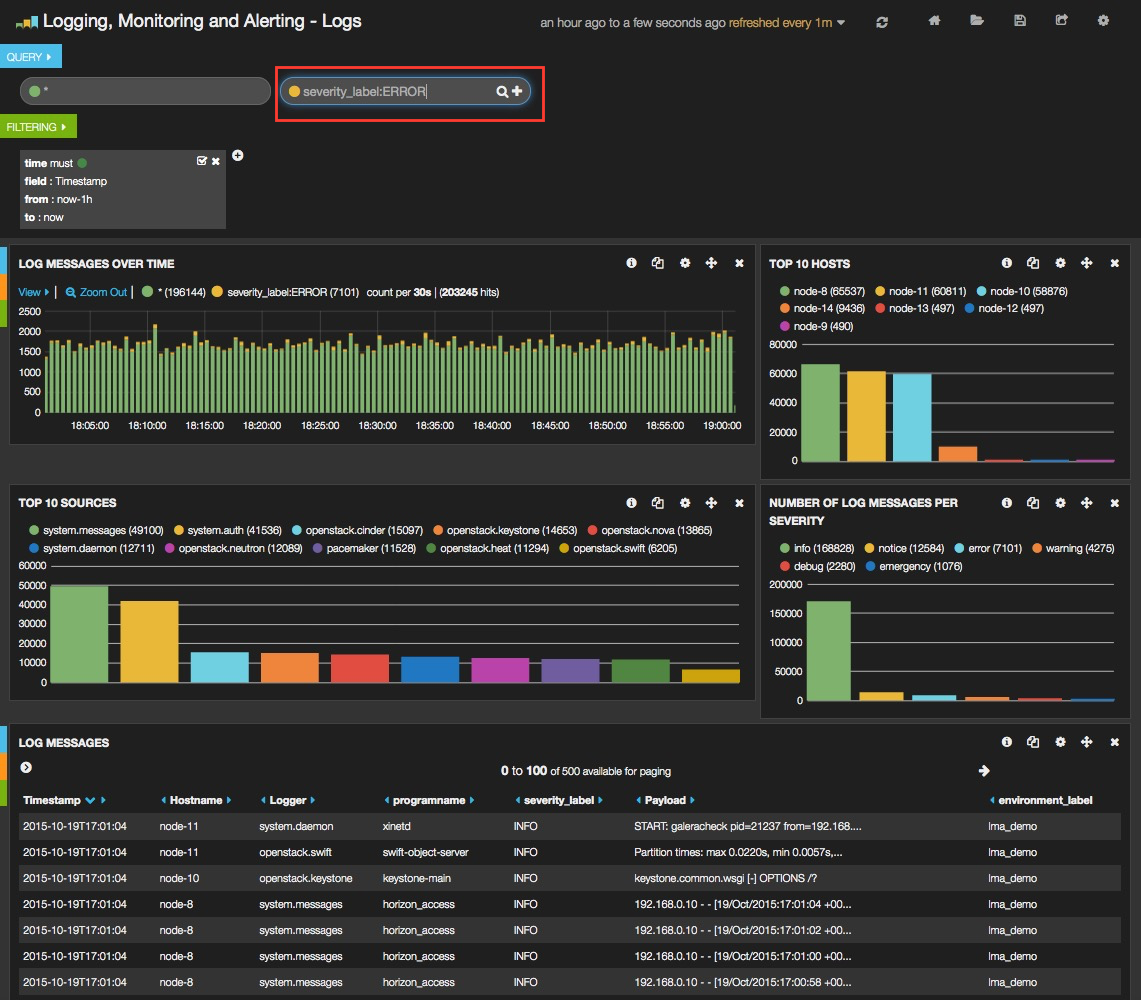 Logging, Monitoring and Alerting - Logs
an hour ago to a few seconds ago refreshed every 1m
QUERY
*
severity_label:ERROR
FILTERING
time must
field : Timestamp
from : now-1h
to : now
LOG MESSAGES OVER TIME
View | Zoom Out | * (196144) severity_label:ERROR (7101) count per 30s | (203245 hits)
2500
2000
1500
1000
500
0
18:05:00 18:10:00 18:15:00 18:20:00 18:25:00 18:30:00 18:35:00 18:40:00 18:45:00 18:50:00 18:55:00 19:00:00
TOP 10 HOSTS
node-8 (65537) node-11 (60811) node-10 (58876)
node-14 (9436) node-13 (497) node-12 (497)
node-9 (490)
80000
60000
40000
20000
0
TOP 10 SOURCES
system.messages (49100) system.auth (41536) openstack.cinder (15097) openstack.keystone (14653) openstack.nova (13865)
system.daemon (12711) openstack.neutron (12089) pacemaker (11528) openstack.heat (11294) openstack.swift (6205)
60000
50000
40000
30000
20000
10000
0
NUMBER OF LOG MESSAGES PER
SEVERITY
info (168828) notice (12584) error (7101) warning (4275)
debug (2280) emergency (1076)
200000
150000
100000
50000
0
LOG MESSAGES
0 to 100 of 500 available for paging
Timestamp Hostname Logger programname severity_label Payload environment_label
2015-10-19T17:01:04 node-11 system.daemon xinetd INFO START: galeracheck pid=21237 from=192.168.... lma_demo
2015-10-19T17:01:04 node-11 openstack.swift swift-object-server INFO Partition times: max 0.0220s, min 0.0057s,... lma_demo
2015-10-19T17:01:04 node-10 openstack.keystone keystone-main INFO keystone.common.wsgi [-] OPTIONS /? lma_demo
2015-10-19T17:01:04 node-8 system.messages horizon_access INFO 192.168.0.10 - - [19/Oct/2015:17:01:04 +00... lma_demo
2015-10-19T17:01:04 node-8 system.messages horizon_access INFO 192.168.0.10 - - [19/Oct/2015:17:01:02 +00... lma_demo
2015-10-19T17:01:04 node-8 system.messages horizon_access INFO 192.168.0.10 - - [19/Oct/2015:17:01:00 +00... lma_demo
2015-10-19T17:01:04 node-8 system.messages horizon_access INFO 192.168.0.10 - - [19/Oct/2015:17:00:58 +00... lma_demo